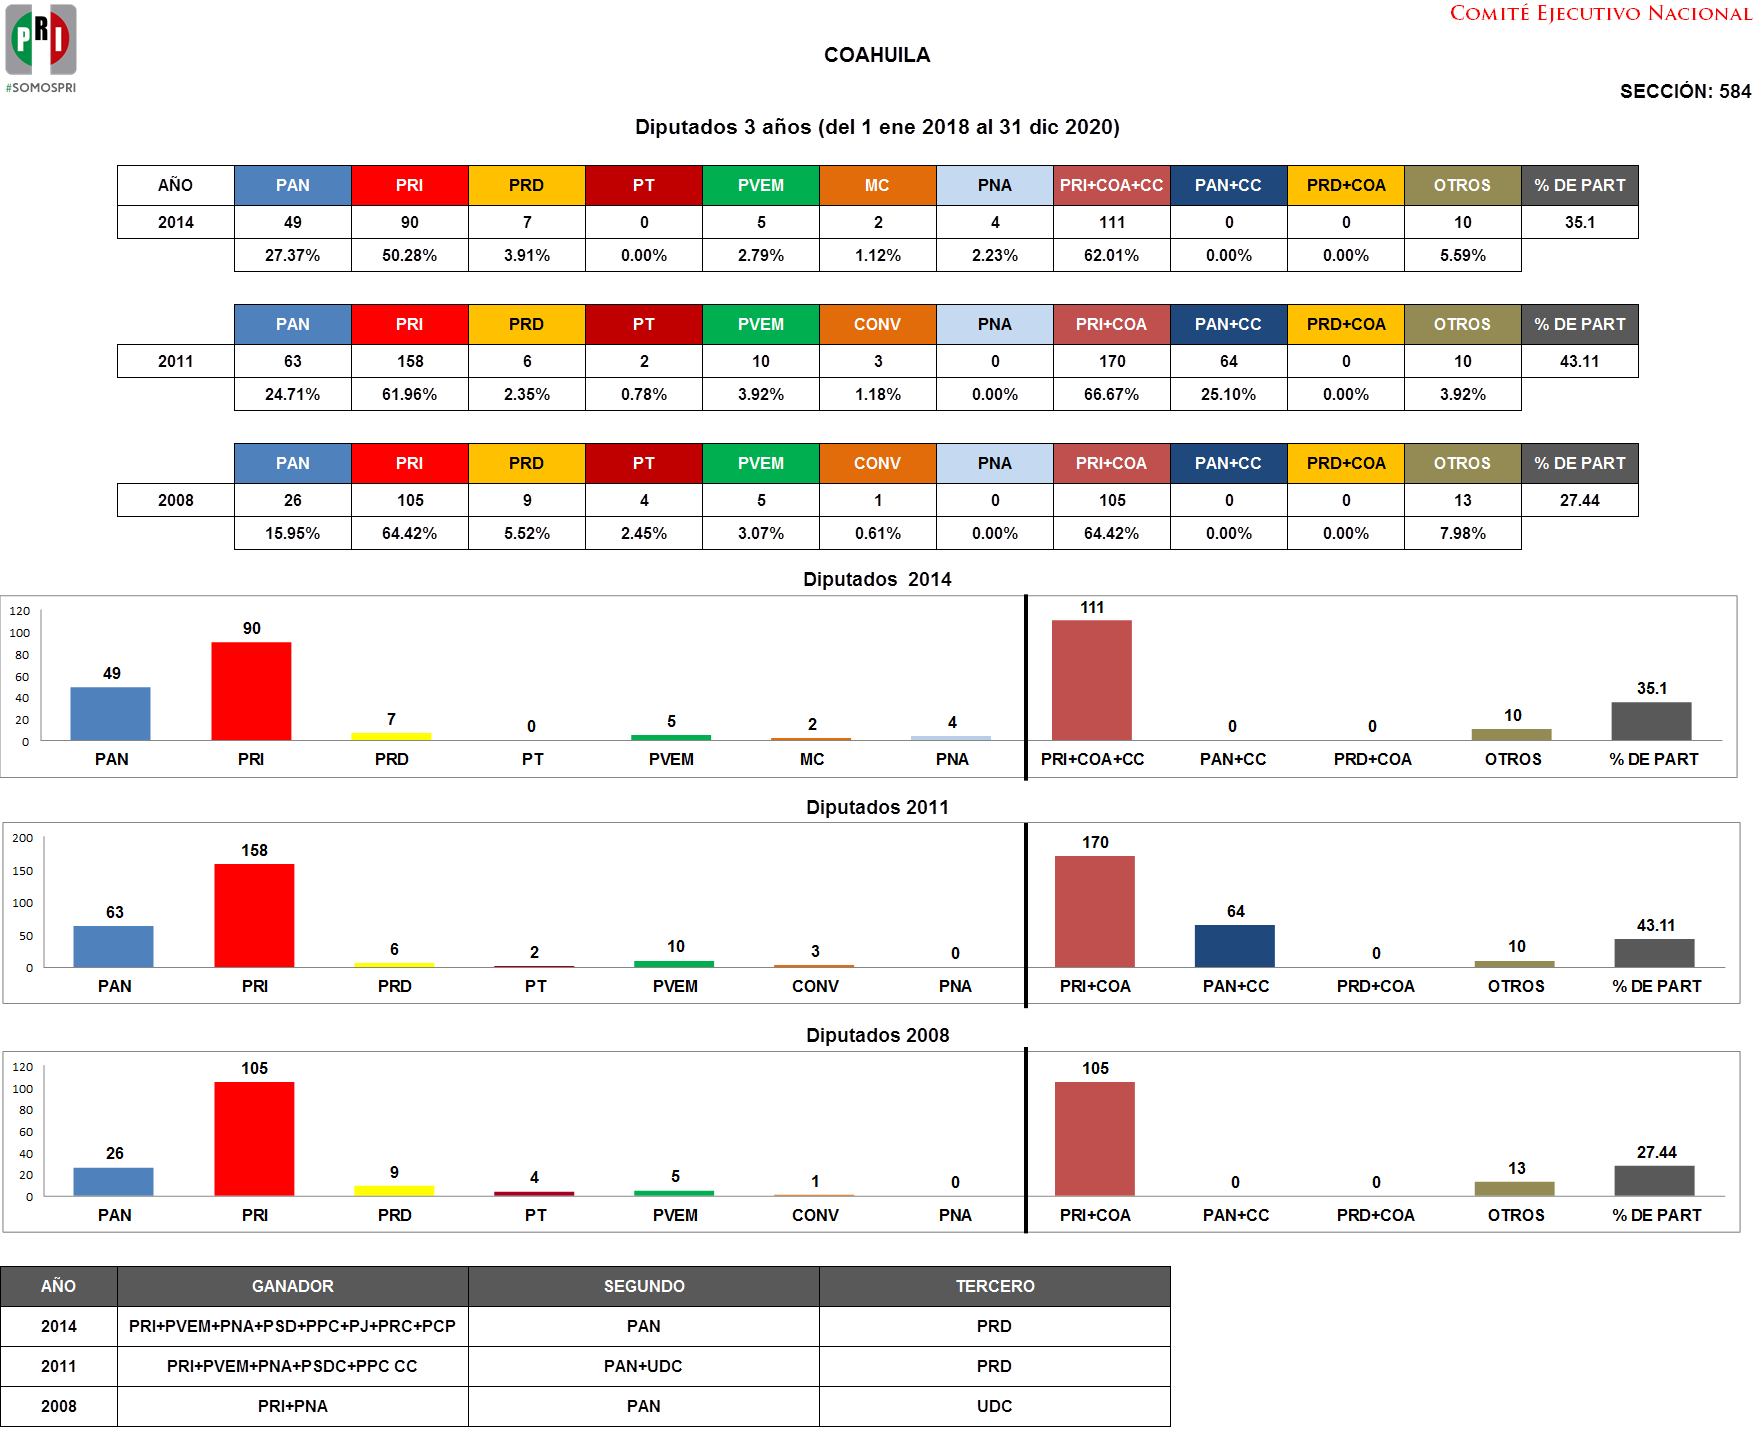 PRI
#SOMOSPRI
COMITÉ EJECUTIVO NACIONAL
COAHUILA
SECCIÓN: 584
Diputados 3 años (del 1 ene 2018 al 31 dic 2020)
AÑO PAN PRI PRD PT PVEM MC PNA PRI+COA+CC PAN+CC PRD+COA OTROS % DE PART
2014 49 90 7 0 5 2 4 111 0 0 10 35.1
27.37% 50.28% 3.91% 0.00% 2.79% 1.12% 2.23% 62.01% 0.00% 0.00% 5.59%
PAN PRI PRD PT PVEM CONV PNA PRI+COA PAN+CC PRD+COA OTROS % DE PART
2011 63 158 6 2 10 3 0 170 64 0 10 43.11
24.71% 61.96% 2.35% 0.78% 3.92% 1.18% 0.00% 66.67% 25.10% 0.00% 3.92%
PAN PRI PRD PT PVEM CONV PNA PRI+COA PAN+CC PRD+COA OTROS % DE PART
2008 26 105 9 4 5 1 0 105 0 0 13 27.44
15.95% 64.42% 5.52% 2.45% 3.07% 0.61% 0.00% 64.42% 0.00% 0.00% 7.98%
Diputados 2014
120
100
80
60
40
20
0
49 90 7 0 5 2 4 111 0 0 10 35.1
PAN PRI PRD PT PVEM MC PNA PRI+COA+CC PAN+CC PRD+COA OTROS % DE PART
Diputados 2011
200
150
100
50
0
63 158 6 2 10 3 0 170 64 0 10 43.11
PAN PRI PRD PT PVEM CONV PNA PRI+COA PAN+CC PRD+COA OTROS % DE PART
Diputados 2008
120
100
80
60
40
20
0
26 105 9 4 5 1 0 105 0 0 13 27.44
PAN PRI PRD PT PVEM CONV PNA PRI+COA PAN+CC PRD+COA OTROS % DE PART
AÑO GANADOR SEGUNDO TERCERO
2014 PRI+PVEM+PNA+PSD+PPC+PJ+PRC+PCP PAN PRD
2011 PRI+PVEM+PNA+PSDC+PPC CC PAN+UDC PRD
2008 PRI+PNA PAN UDC